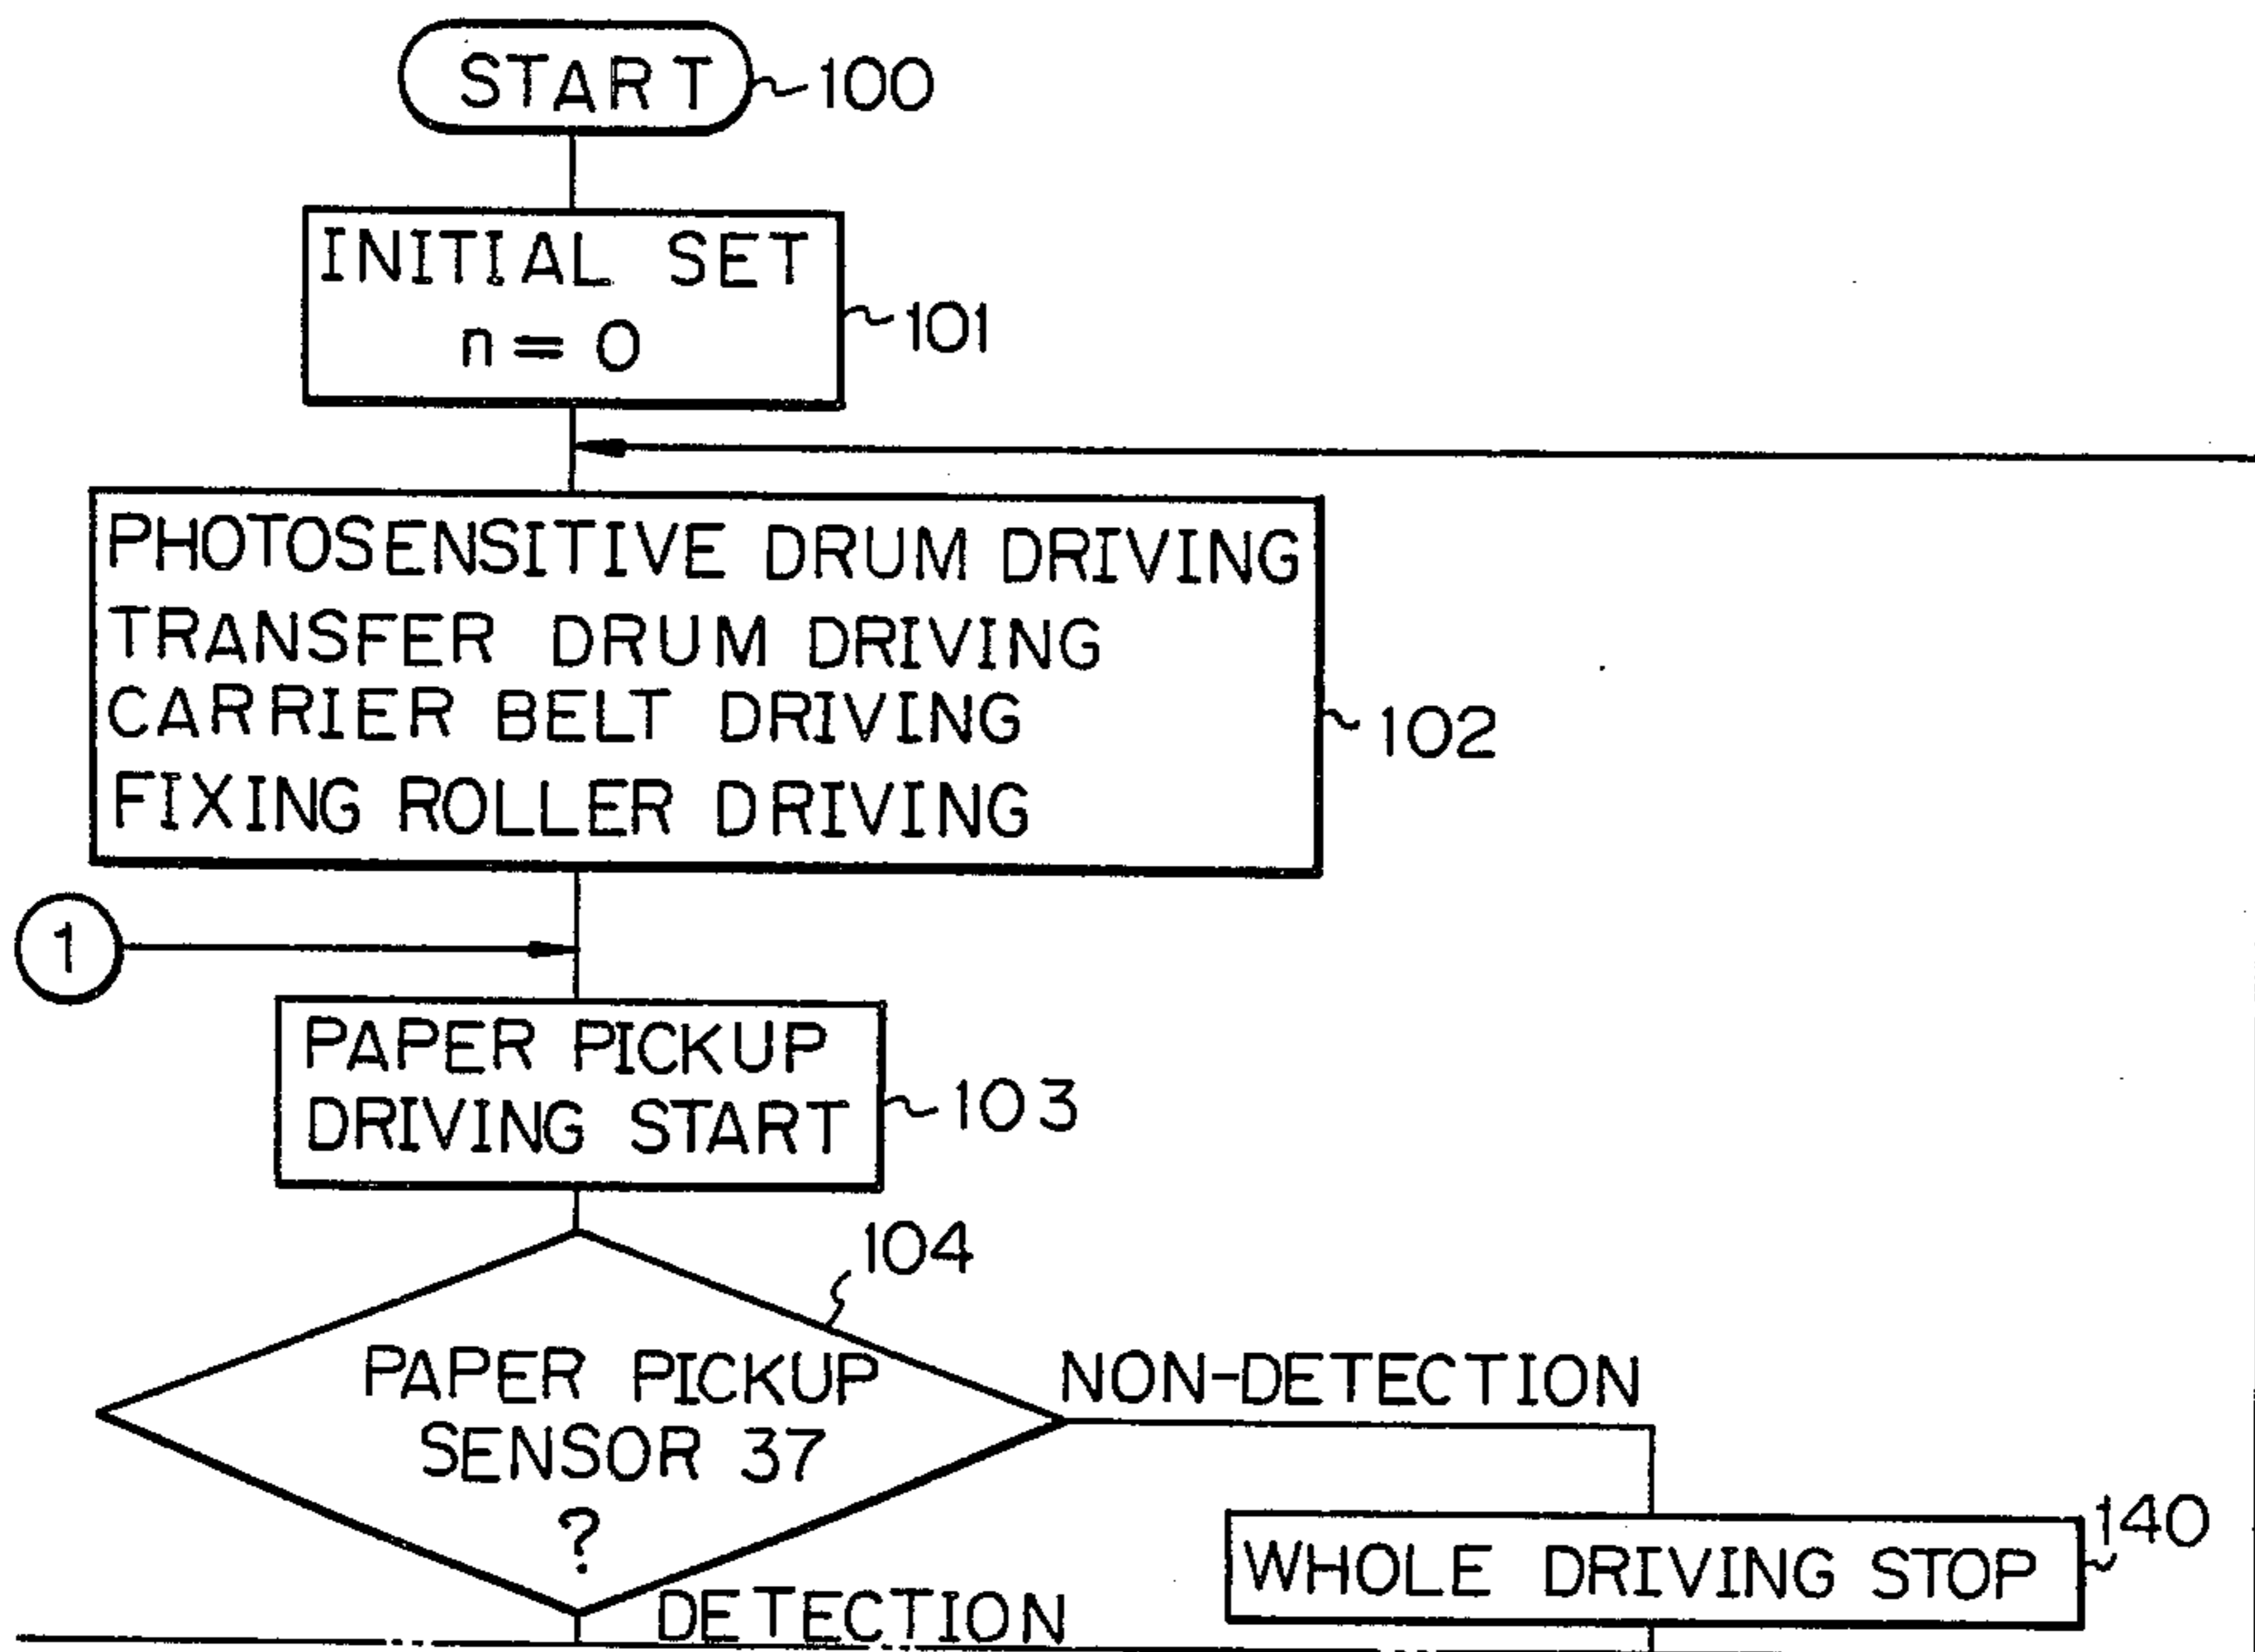 START
100
INITIAL SET
n = 0
101
PHOTOSENSITIVE DRUM DRIVING
TRANSFER DRUM DRIVING
CARRIER BELT DRIVING
FIXING ROLLER DRIVING
102
1
PAPER PICKUP
DRIVING START
103
104
PAPER PICKUP
SENSOR 37
?
NON-DETECTION
140
WHOLE DRIVING STOP
DETECTION